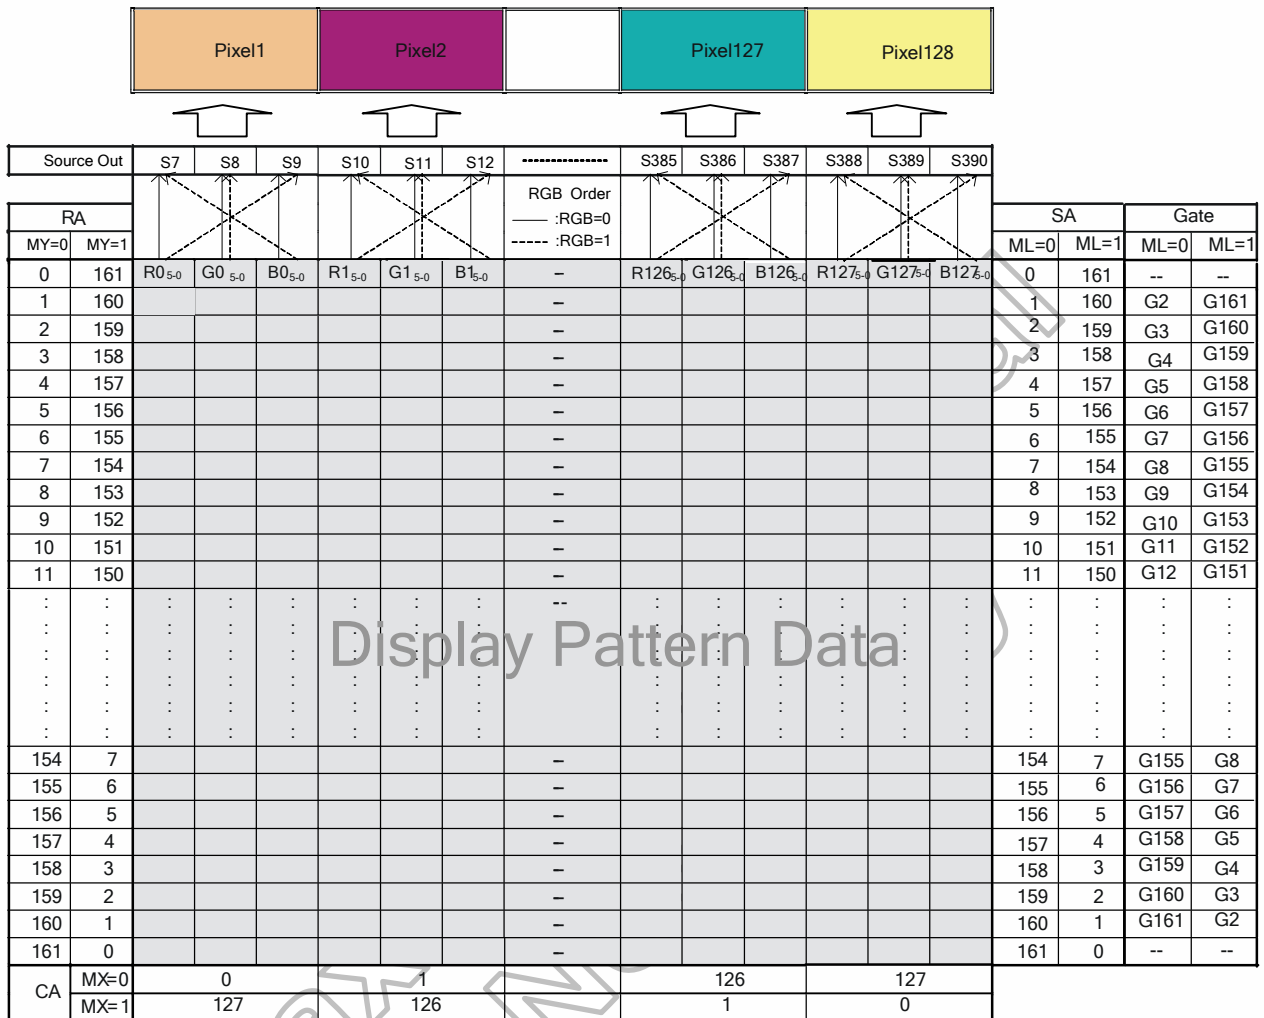 Pixel1 Pixel2 Pixel127 Pixel128
Source Out S7 S8 S9 S10 S11 S12 --------------- S385 S386 S387 S388 S389 S390
RGB Order
:RGB=0
:RGB=1
RA SA Gate
MY=0 MY=1 ML=0 ML=1 ML=0 ML=1
0 161 R0 5-0 G0 5-0 B0 5-0 R1 5-0 G1 5-0 B1 5-0 – R126 5-0 G126 5-0 B126 5-0 R127 5-0 G127 5-0 B127 5-0 0 161 -- --
1 160 – 1 160 G2 G161
2 159 – 2 159 G3 G160
3 158 – 3 158 G4 G159
4 157 – 4 157 G5 G158
5 156 – 5 156 G6 G157
6 155 – 6 155 G7 G156
7 154 – 7 154 G8 G155
8 153 – 8 153 G9 G154
9 152 – 9 152 G10 G153
10 151 – 10 151 G11 G152
11 150 – 11 150 G12 G151
: : : : : : : : -- : : : : : : : : : :
: : : : : : : : : : : : : : : : : :
Display Pattern Data
: : : : : : : : : : : : : : : : : :
: : : : : : : : : : : : : : : : : :
: : : : : : : : : : : : : : : : : :
154 7 – 154 7 G155 G8
155 6 – 155 6 G156 G7
156 5 – 156 5 G157 G6
157 4 – 157 4 G158 G5
158 3 – 158 3 G159 G4
159 2 – 159 2 G160 G3
160 1 – 160 1 G161 G2
161 0 – 161 0 -- --
CA MX=0 0 1 126 127
MX=1 127 126 1 0